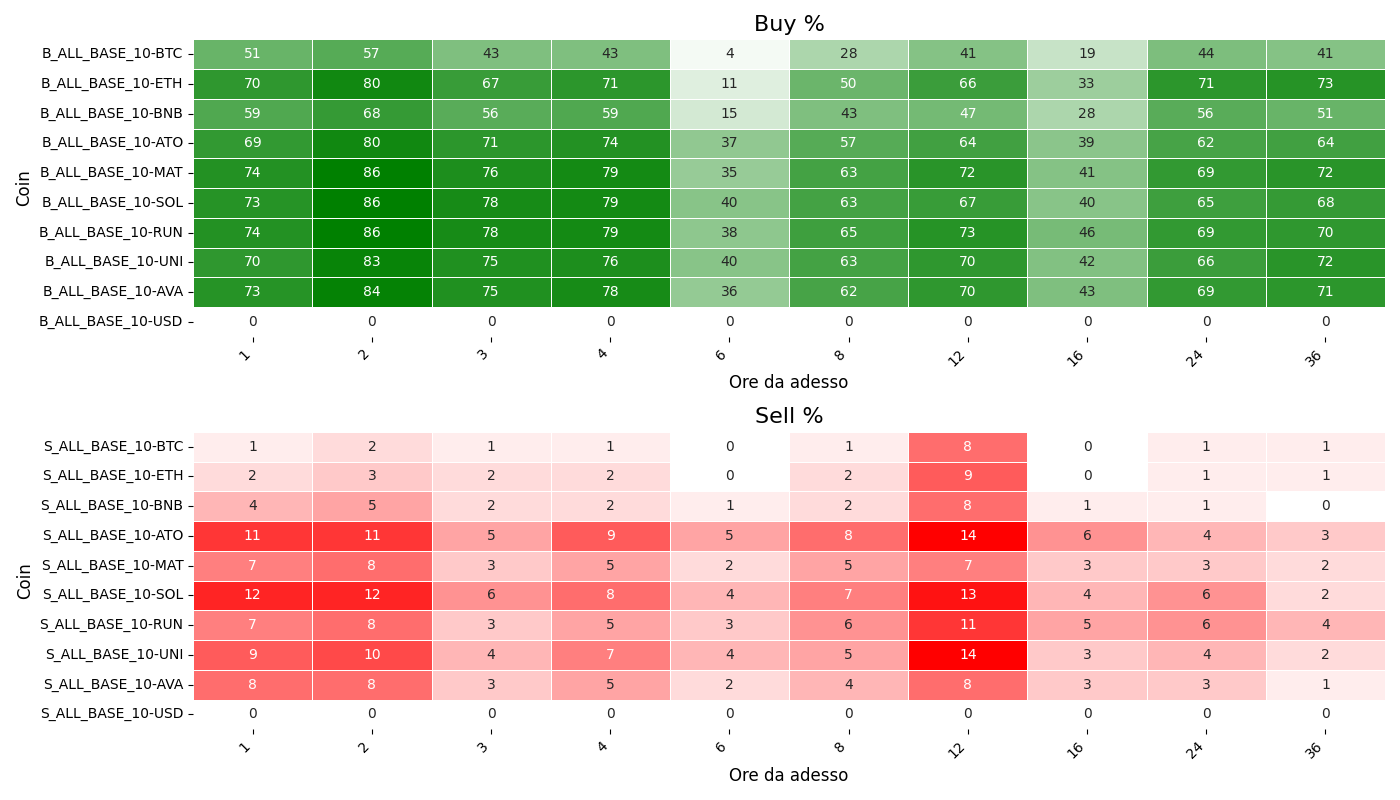 Buy %
Coin
B_ALL_BASE_10-BTC 51 57 43 43 4 28 41 19 44 41
B_ALL_BASE_10-ETH 70 80 67 71 11 50 66 33 71 73
B_ALL_BASE_10-BNB 59 68 56 59 15 43 47 28 56 51
B_ALL_BASE_10-ATO 69 80 71 74 37 57 64 39 62 64
B_ALL_BASE_10-MAT 74 86 76 79 35 63 72 41 69 72
B_ALL_BASE_10-SOL 73 86 78 79 40 63 67 40 65 68
B_ALL_BASE_10-RUN 74 86 78 79 38 65 73 46 69 70
B_ALL_BASE_10-UNI 70 83 75 76 40 63 70 42 66 72
B_ALL_BASE_10-AVA 73 84 75 78 36 62 70 43 69 71
B_ALL_BASE_10-USD 0 0 0 0 0 0 0 0 0 0
1 2 3 4 6 8 12 16 24 36
Ore da adesso
Sell %
Coin
S_ALL_BASE_10-BTC 1 2 1 1 0 1 8 0 1 1
S_ALL_BASE_10-ETH 2 3 2 2 0 2 9 0 1 1
S_ALL_BASE_10-BNB 4 5 2 2 1 2 8 1 1 0
S_ALL_BASE_10-ATO 11 11 5 9 5 8 14 6 4 3
S_ALL_BASE_10-MAT 7 8 3 5 2 5 7 3 3 2
S_ALL_BASE_10-SOL 12 12 6 8 4 7 13 4 6 2
S_ALL_BASE_10-RUN 7 8 3 5 3 6 11 5 6 4
S_ALL_BASE_10-UNI 9 10 4 7 4 5 14 3 4 2
S_ALL_BASE_10-AVA 8 8 3 5 2 4 8 3 3 1
S_ALL_BASE_10-USD 0 0 0 0 0 0 0 0 0 0
1 2 3 4 6 8 12 16 24 36
Ore da adesso